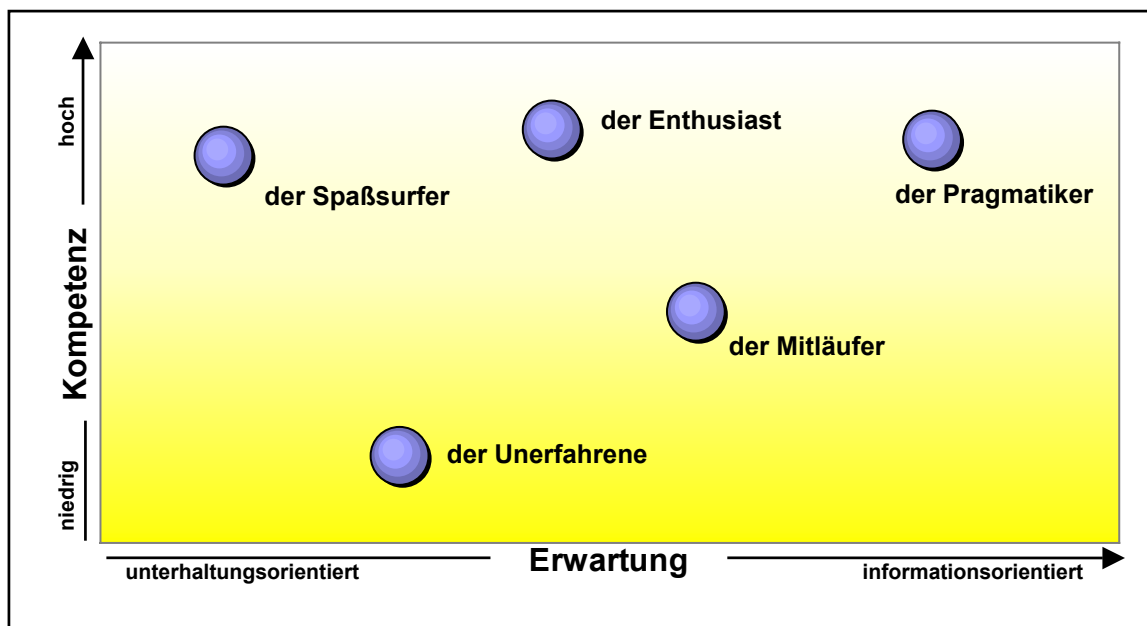 hoch
der Enthusiast
der Spaßsurfer
der Pragmatiker
Kompetenz
der Mitläufer
der Unerfahrene
niedrig
Erwartung
unterhaltungsorientiert
informationsorientiert